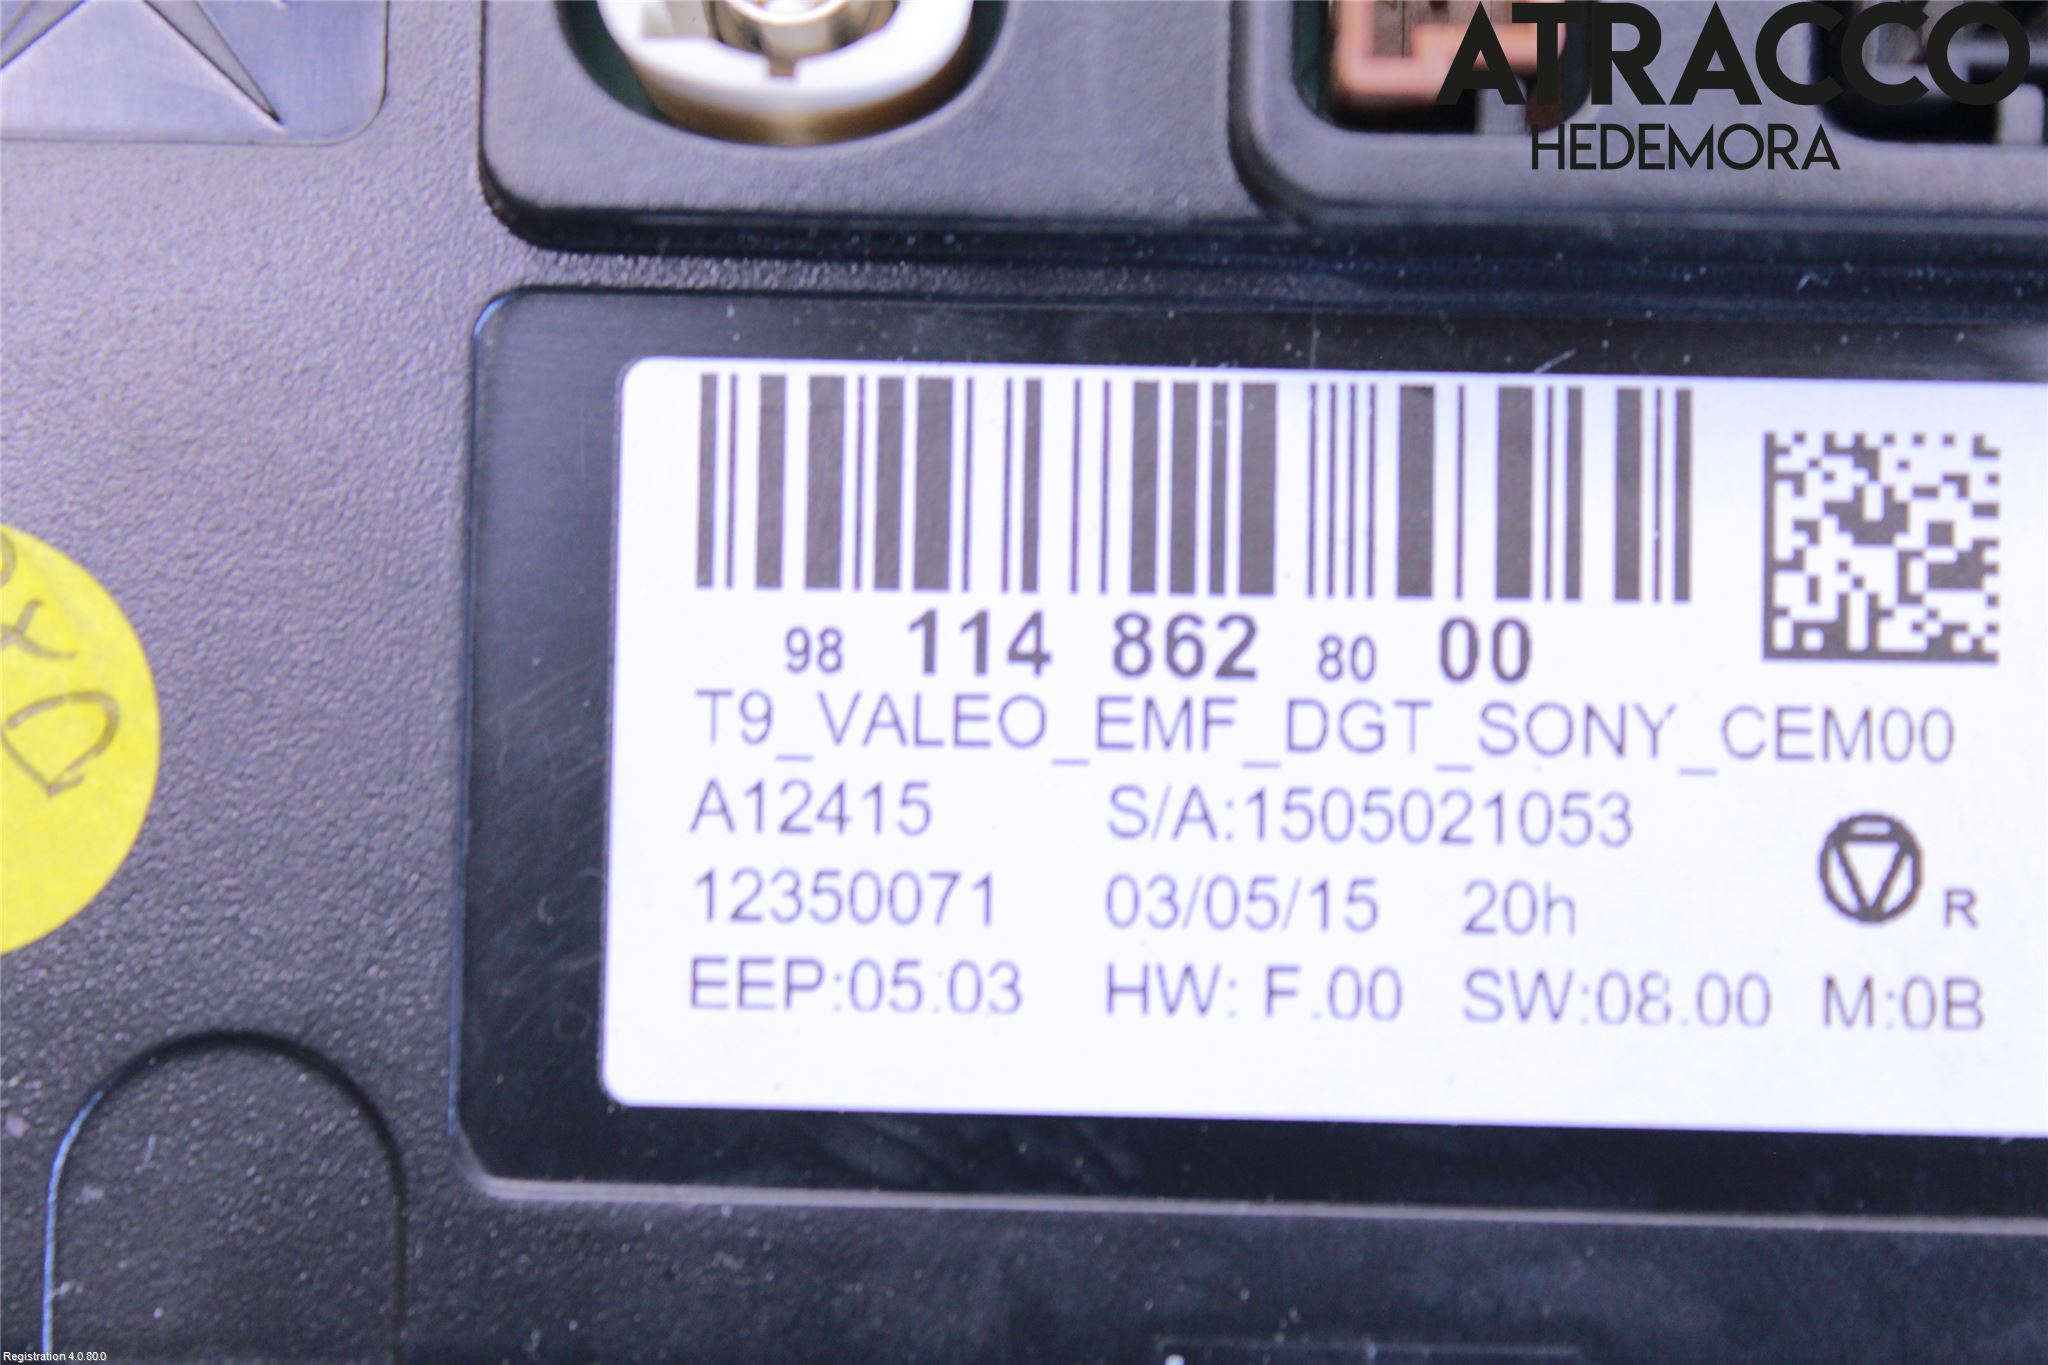 ATRACCO
HEDEMORA
98 114 862 80 00
T9_VALEO_EMF_DGT_SONY_CEM00
A12415 S/A:1505021053
12350071 03/05/15 20h
R
EEP:05.03 HW: F.00 SW:08.00 M:0B
D
Registration 4.0.80.0